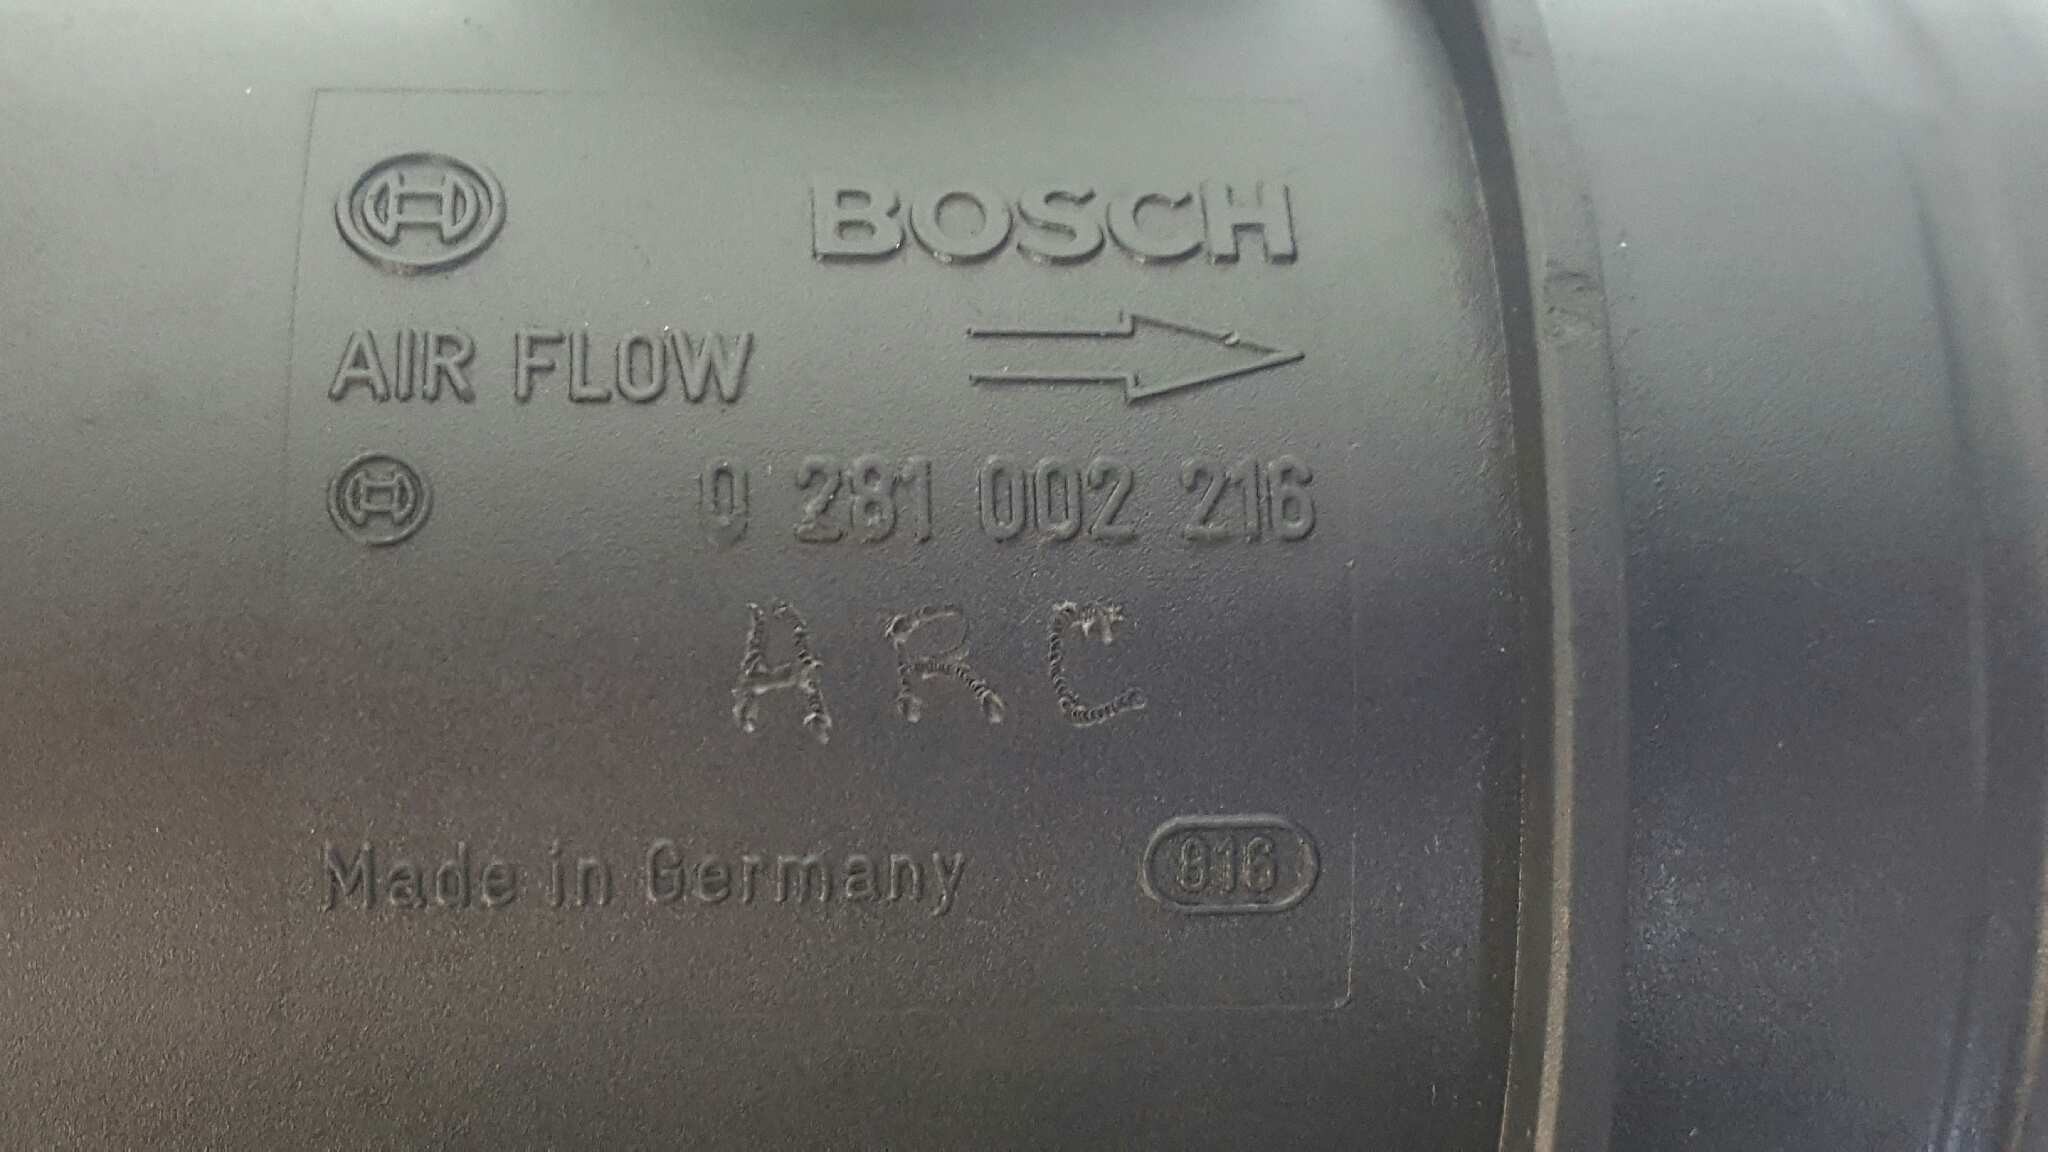 BOSCH
AIR FLOW
0 281 002 216
ARC
Made in Germany 916